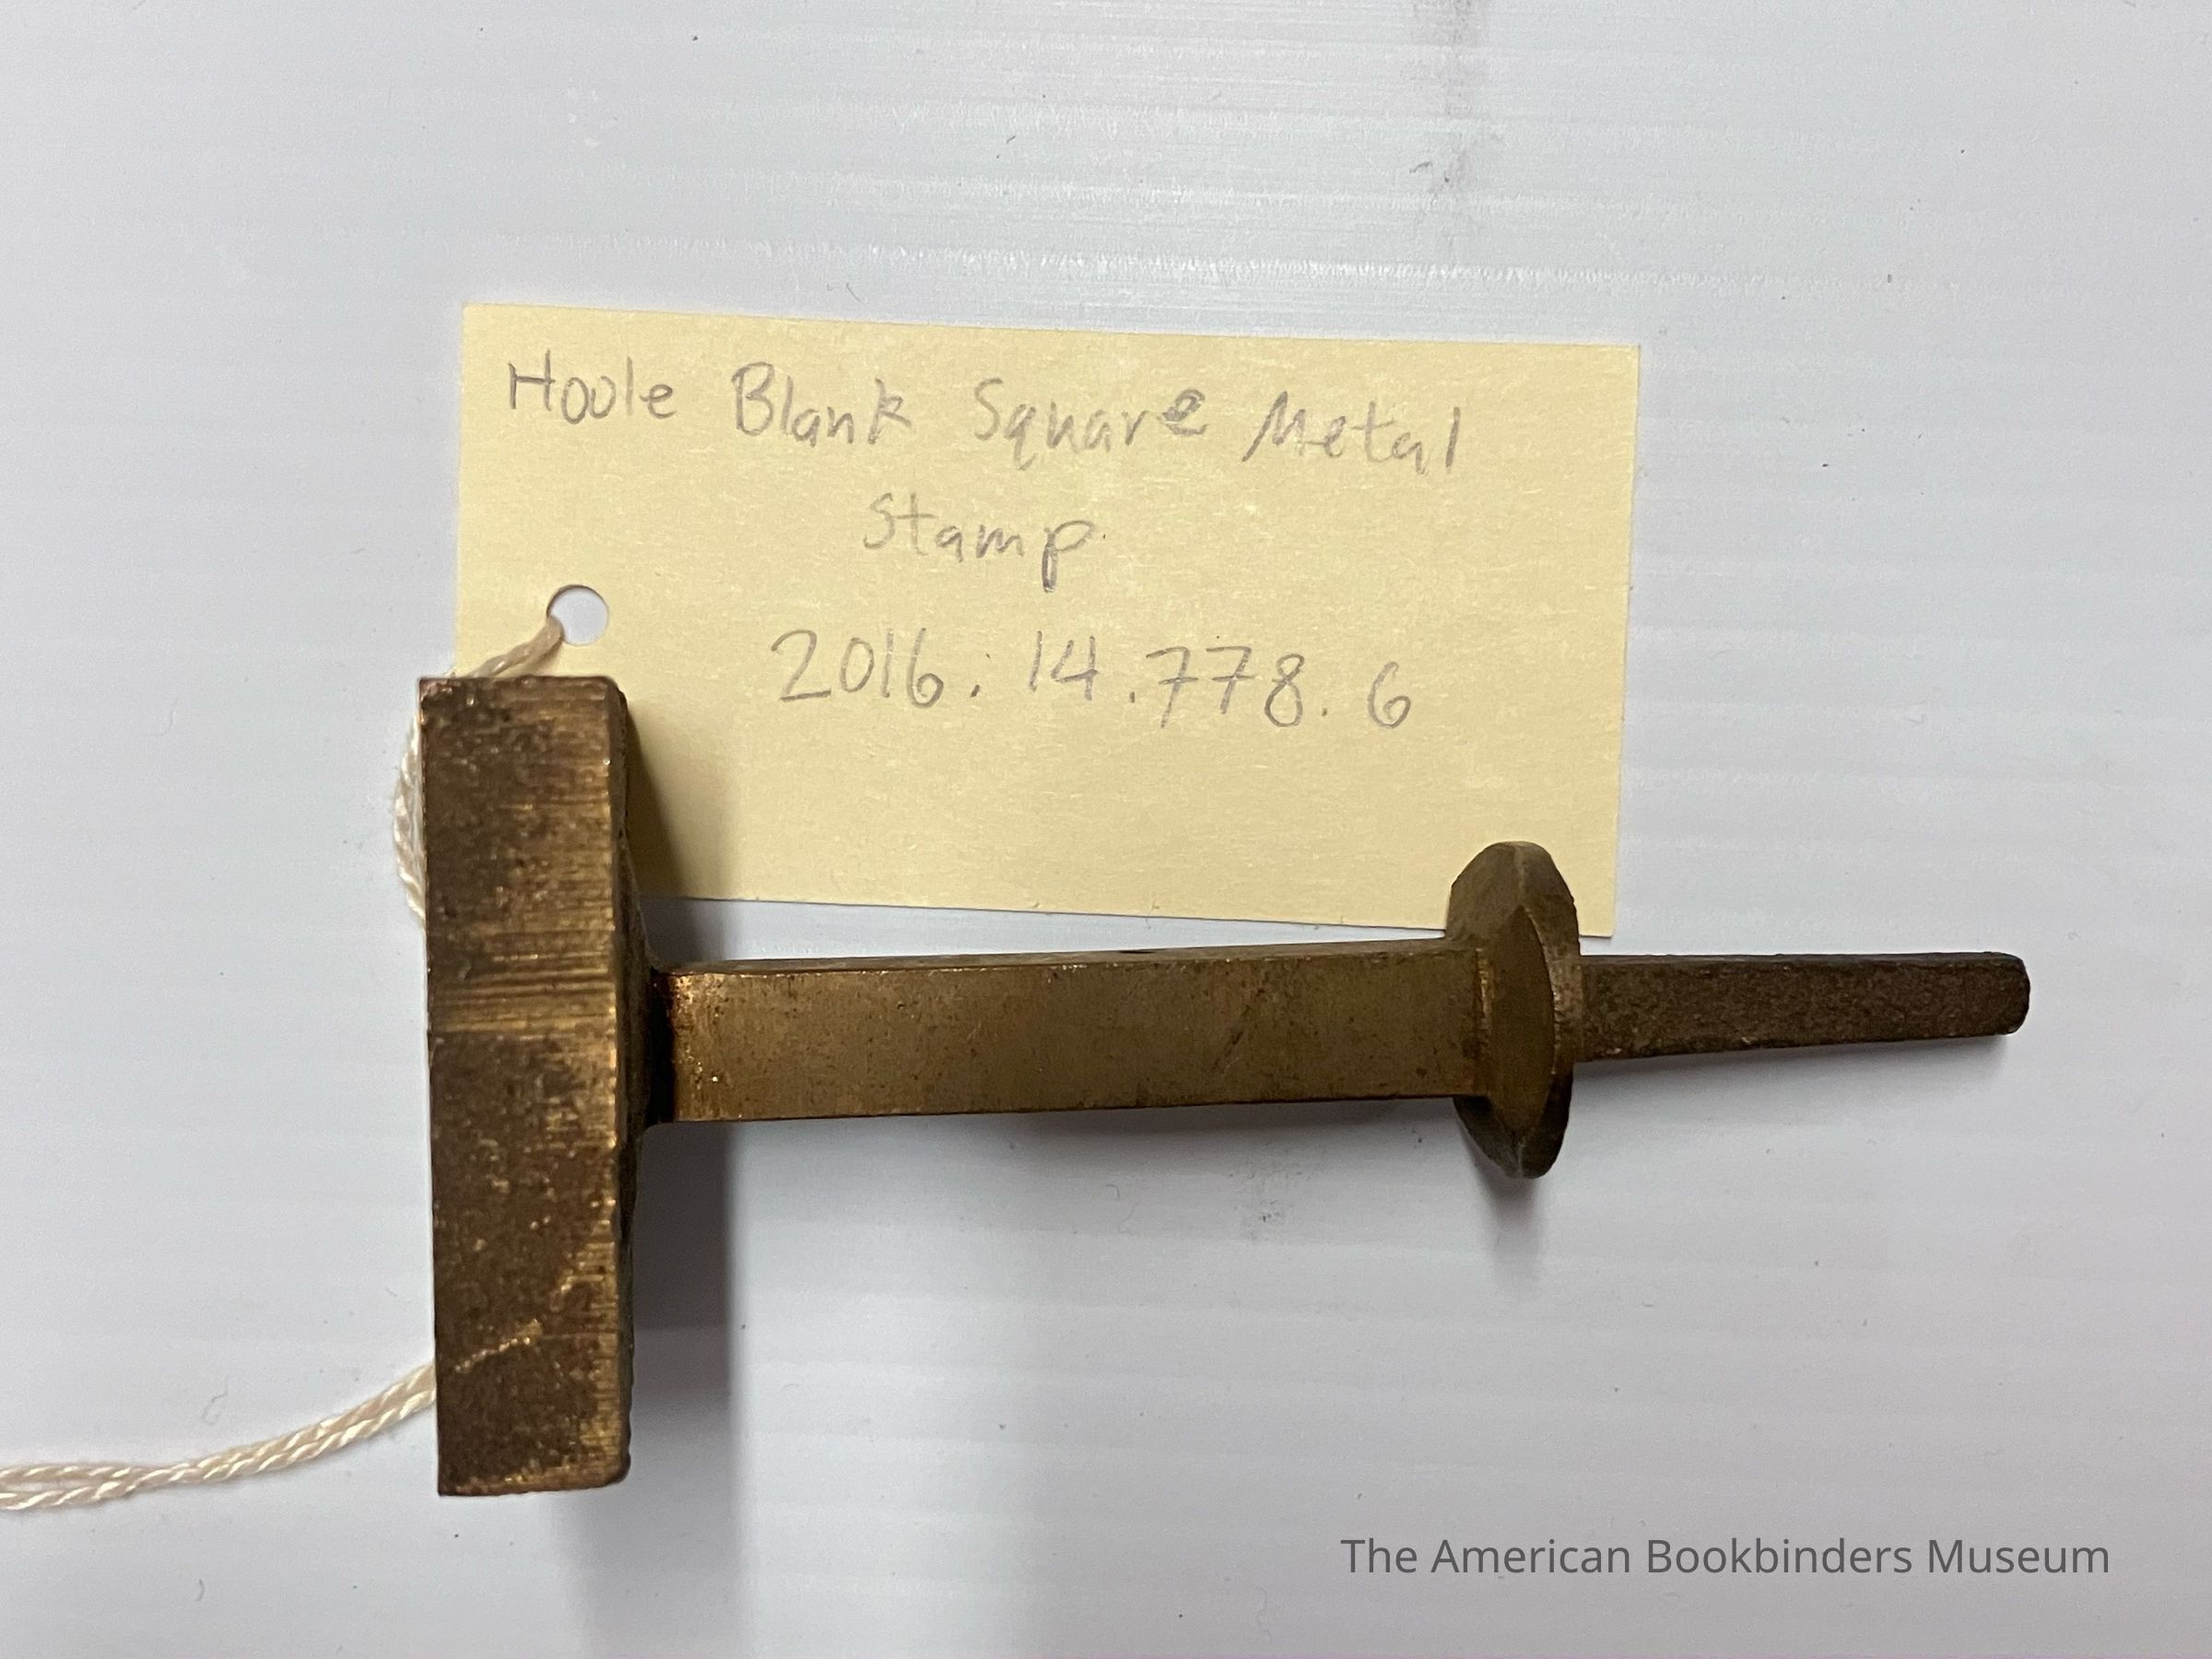 Hoole Blank Square Metal
Stamp
2016.14.778.6
The American Bookbinders Museum